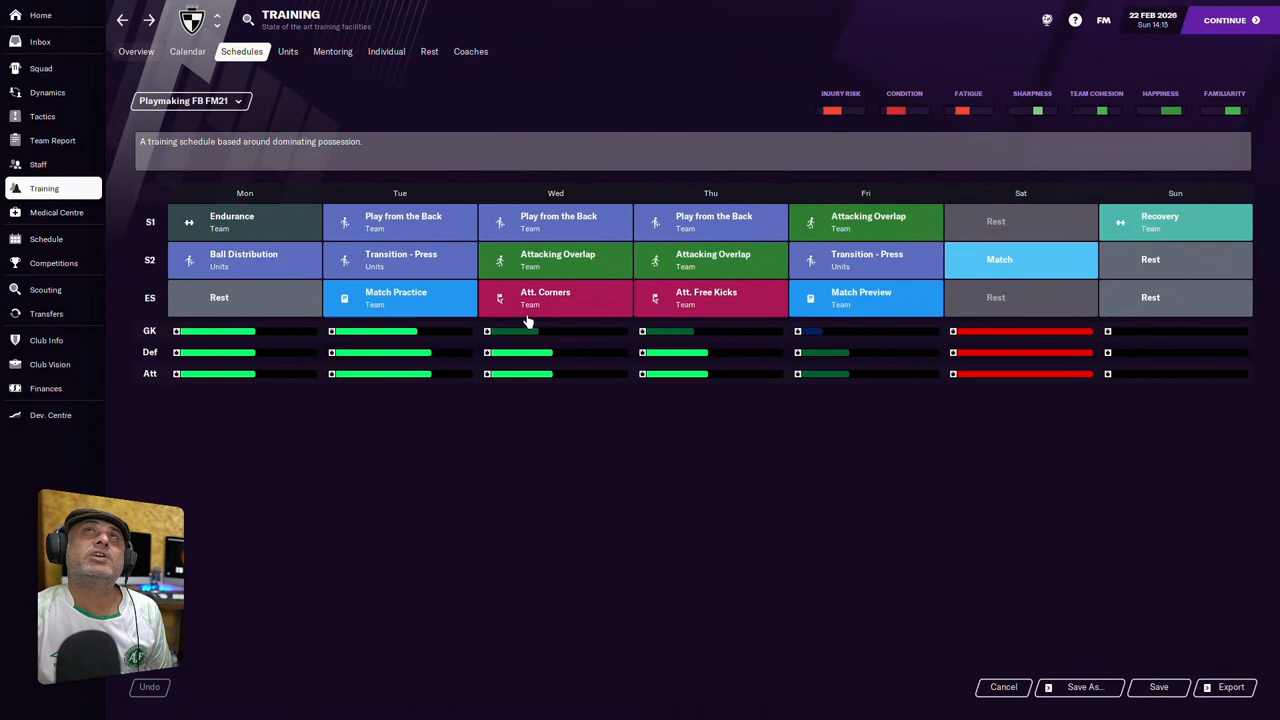 Home
Inbox
Squad
Dynamics
Tactics
Team Report
Staff
Training
Medical Centre
Schedule
Competitions
Scouting
Transfers
Club Info
Club Vision
Finances
Dev. Centre
TRAINING
State of the art training facilities
FM
22 FEB 2026
Sun 14:15
CONTINUE
Overview Calendar Schedules Units Mentoring Individual Rest Coaches
Playmaking FB FM21
INJURY RISK CONDITION FATIGUE SHARPNESS TEAM COHESION HAPPINESS FAMILIARITY
A training schedule based around dominating possession.
Mon Tue Wed Thu Fri Sat Sun
S1
Endurance Play from the Back Play from the Back Play from the Back Attacking Overlap Rest Recovery
Team Team Team Team Team Team
S2
Ball Distribution Transition - Press Attacking Overlap Attacking Overlap Transition - Press Match Rest
Units Units Team Team Units
ES
Rest Match Practice Att. Corners Att. Free Kicks Match Preview Rest Rest
Team Team Team Team
GK
Def
Att
Undo Cancel Save As... Save Export